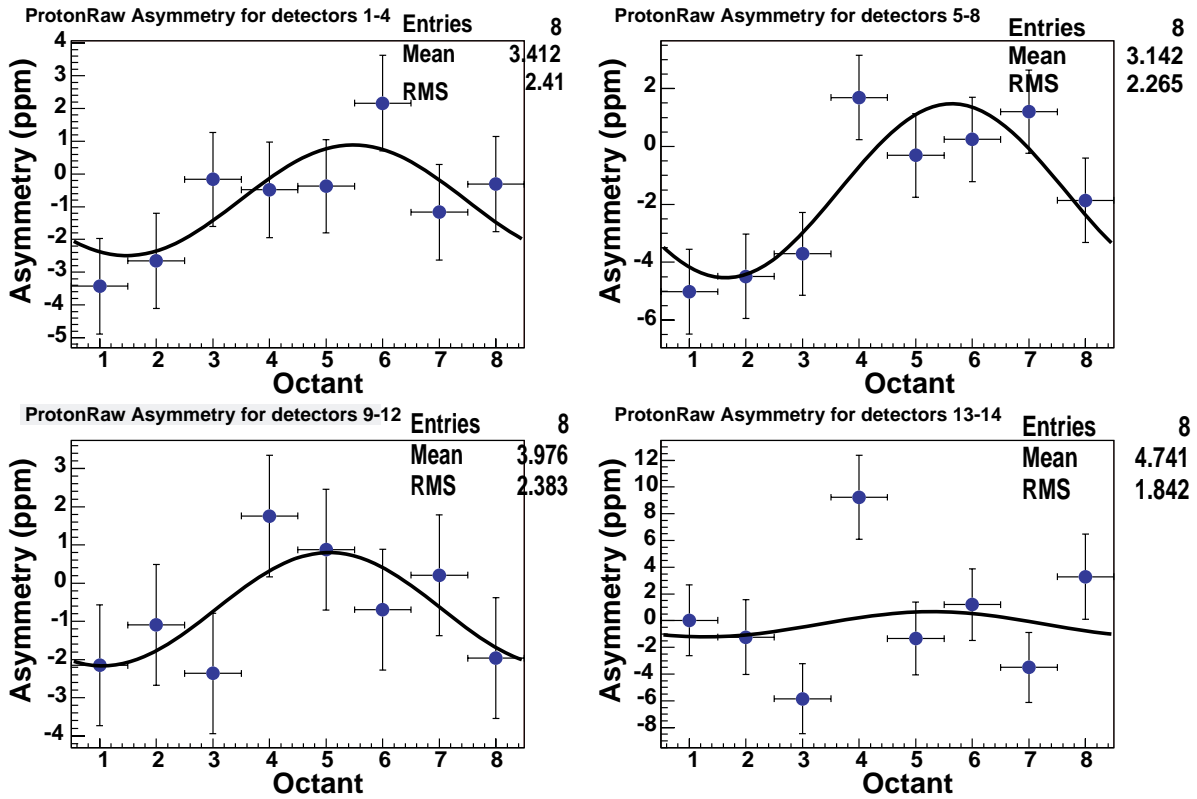 ProtonRaw Asymmetry for detectors 1-4
Entries 8
Mean 3.412
RMS 2.41
Asymmetry (ppm)
4
3
2
1
0
-1
-2
-3
-4
-5
1 2 3 4 5 6 7 8
Octant
ProtonRaw Asymmetry for detectors 5-8
Entries 8
Mean 3.142
RMS 2.265
Asymmetry (ppm)
2
0
-2
-4
-6
1 2 3 4 5 6 7 8
Octant
ProtonRaw Asymmetry for detectors 9-12
Entries 8
Mean 3.976
RMS 2.383
Asymmetry (ppm)
3
2
1
0
-1
-2
-3
-4
1 2 3 4 5 6 7 8
Octant
ProtonRaw Asymmetry for detectors 13-14
Entries 8
Mean 4.741
RMS 1.842
Asymmetry (ppm)
12
10
8
6
4
2
0
-2
-4
-6
-8
1 2 3 4 5 6 7 8
Octant